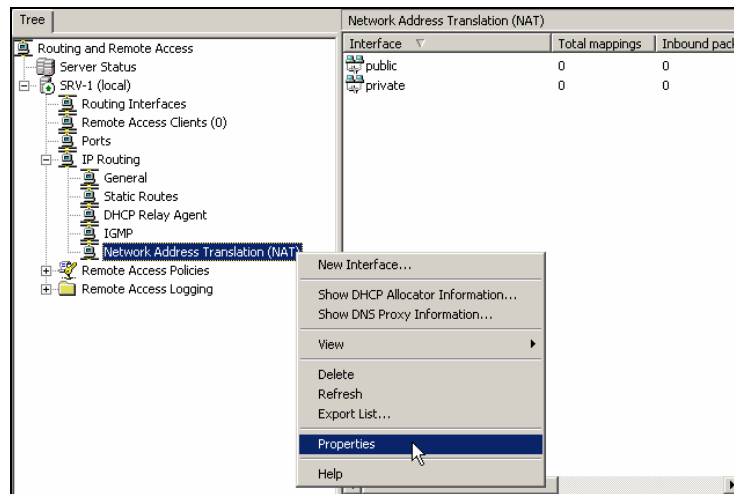 Tree
Routing and Remote Access
Server Status
SRV-1 (local)
Routing Interfaces
Remote Access Clients (0)
Ports
IP Routing
General
Static Routes
DHCP Relay Agent
IGMP
Network Address Translation (NAT)
Remote Access Policies
Remote Access Logging
Network Address Translation (NAT)
Interface Total mappings Inbound pack
public 0 0
private 0 0
New Interface...
Show DHCP Allocator Information...
Show DNS Proxy Information...
View
Delete
Refresh
Export List...
Properties
Help